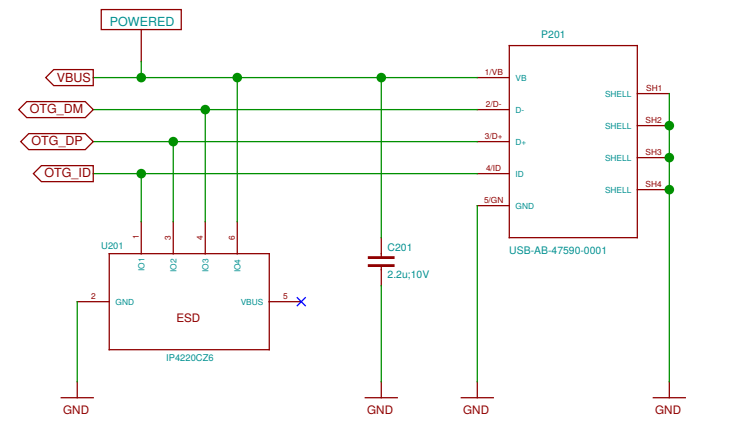 POWERED
P201
VBUS
1/VB
VB
SHELL
SH1
OTG_DM
2/D-
D-
SHELL
SH2
OTG_DP
3/D+
D+
SHELL
SH3
OTG_ID
4/ID
ID
SHELL
SH4
5/GN
GND
USB-AB-47590-0001
U201
1
3
4
6
IO1
IO2
IO3
IO4
2
GND
VBUS
5
ESD
IP4220CZ6
C201
2.2u;10V
GND
GND
GND
GND